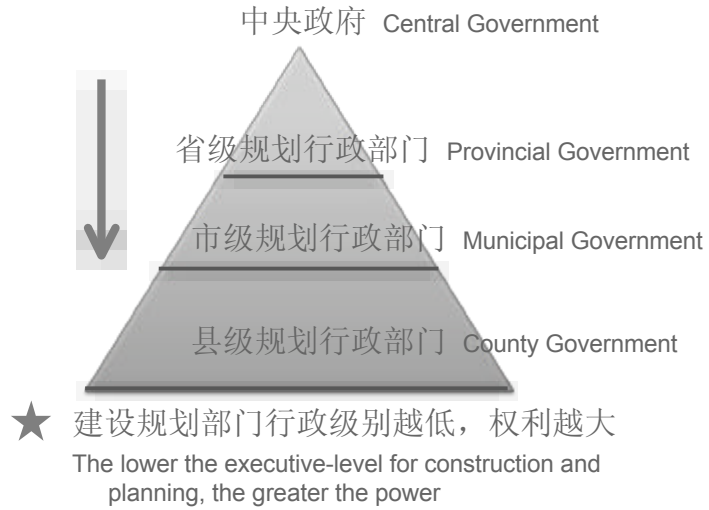 中央政府 Central Government
省级规划行政部门 Provincial Government
市级规划行政部门 Municipal Government
县级规划行政部门 County Government
★ 建设规划部门行政级别越低，权利越大
The lower the executive-level for construction and
planning, the greater the power